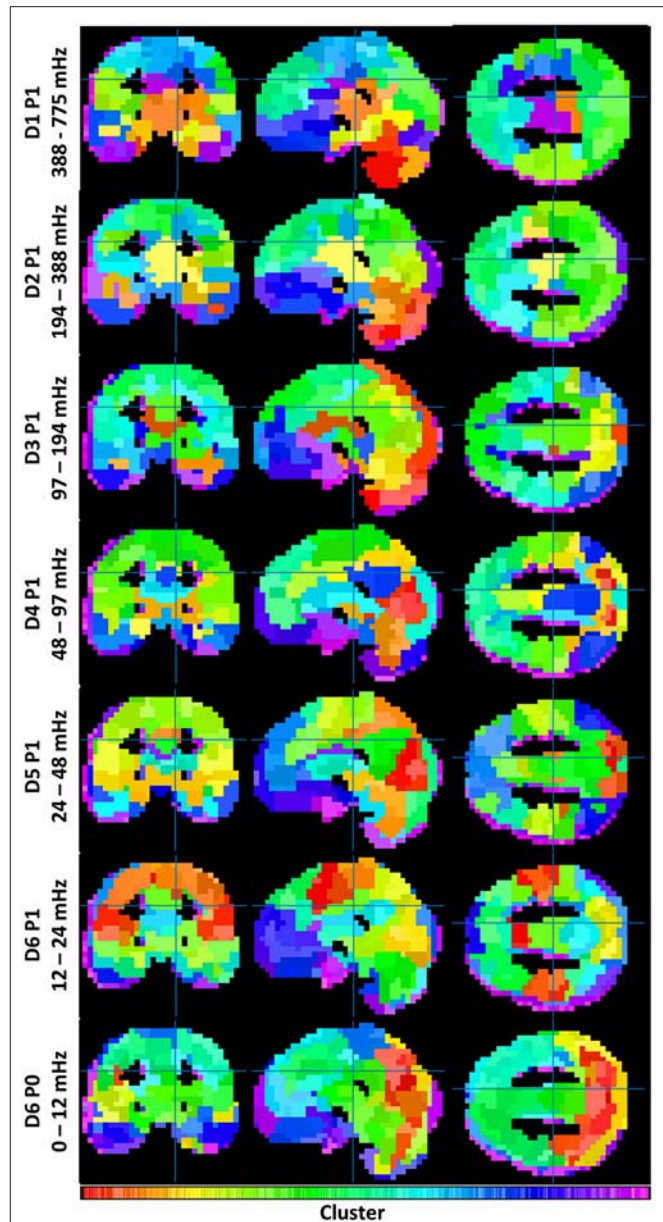 D1 P1
388 - 775 mHz
D2 P1
194 – 388 mHz
D3 P1
97 – 194 mHz
D4 P1
48 – 97 mHz
D5 P1
24 – 48 mHz
D6 P1
12 – 24 mHz
D6 P0
0 – 12 mHz
Cluster